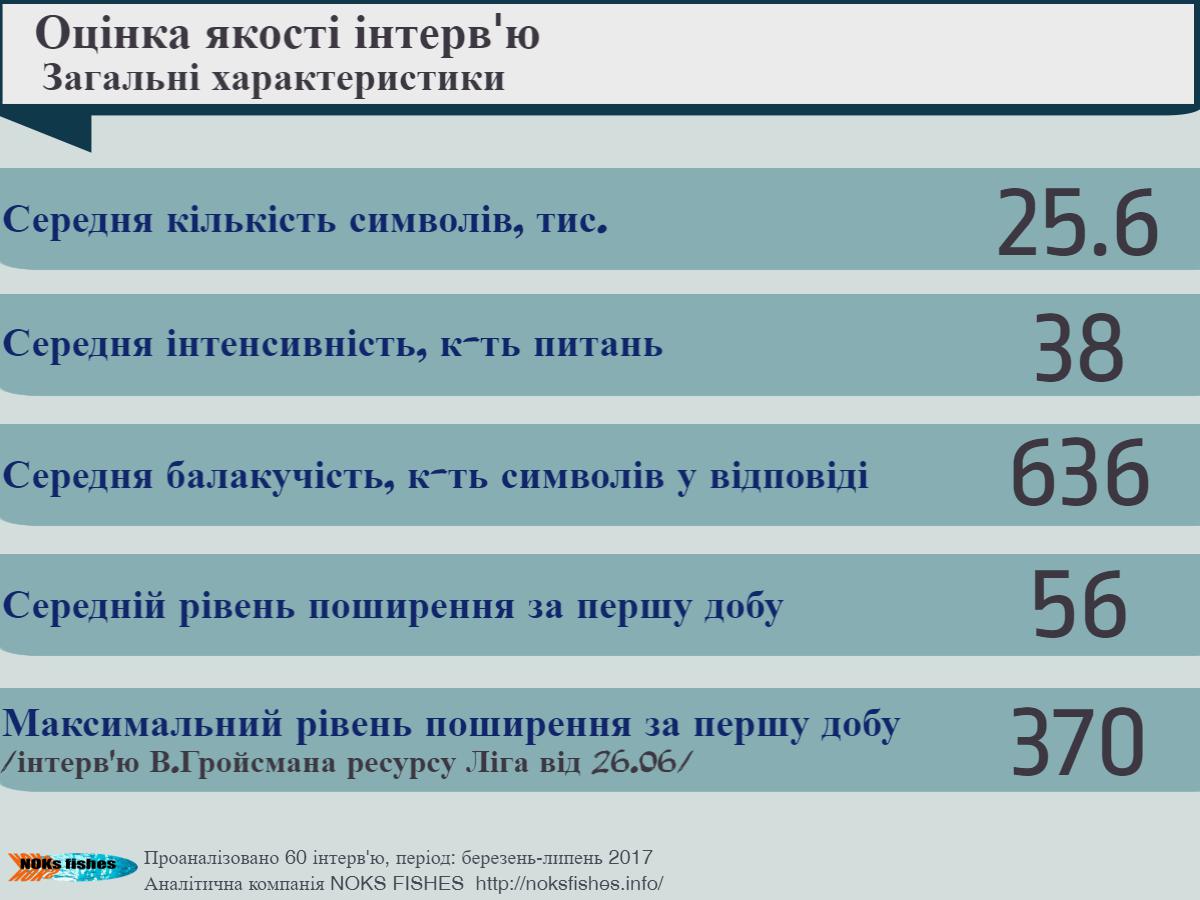 Оцінка якості інтерв'ю
Загальні характеристики
Середня кількість символів, тис.
25.6
Середня інтенсивність, к-ть питань
38
Середня балакучість, к-ть символів у відповіді
636
Середній рівень поширення за першу добу
56
Максимальний рівень поширення за першу добу
/інтерв'ю В.Гройсмана ресурсу Ліга від 26.06/
370
NOKs fishes
Проаналізовано 60 інтерв'ю, період: березень-липень 2017
Аналітична компанія NOKS FISHES http://noksfishes.info/